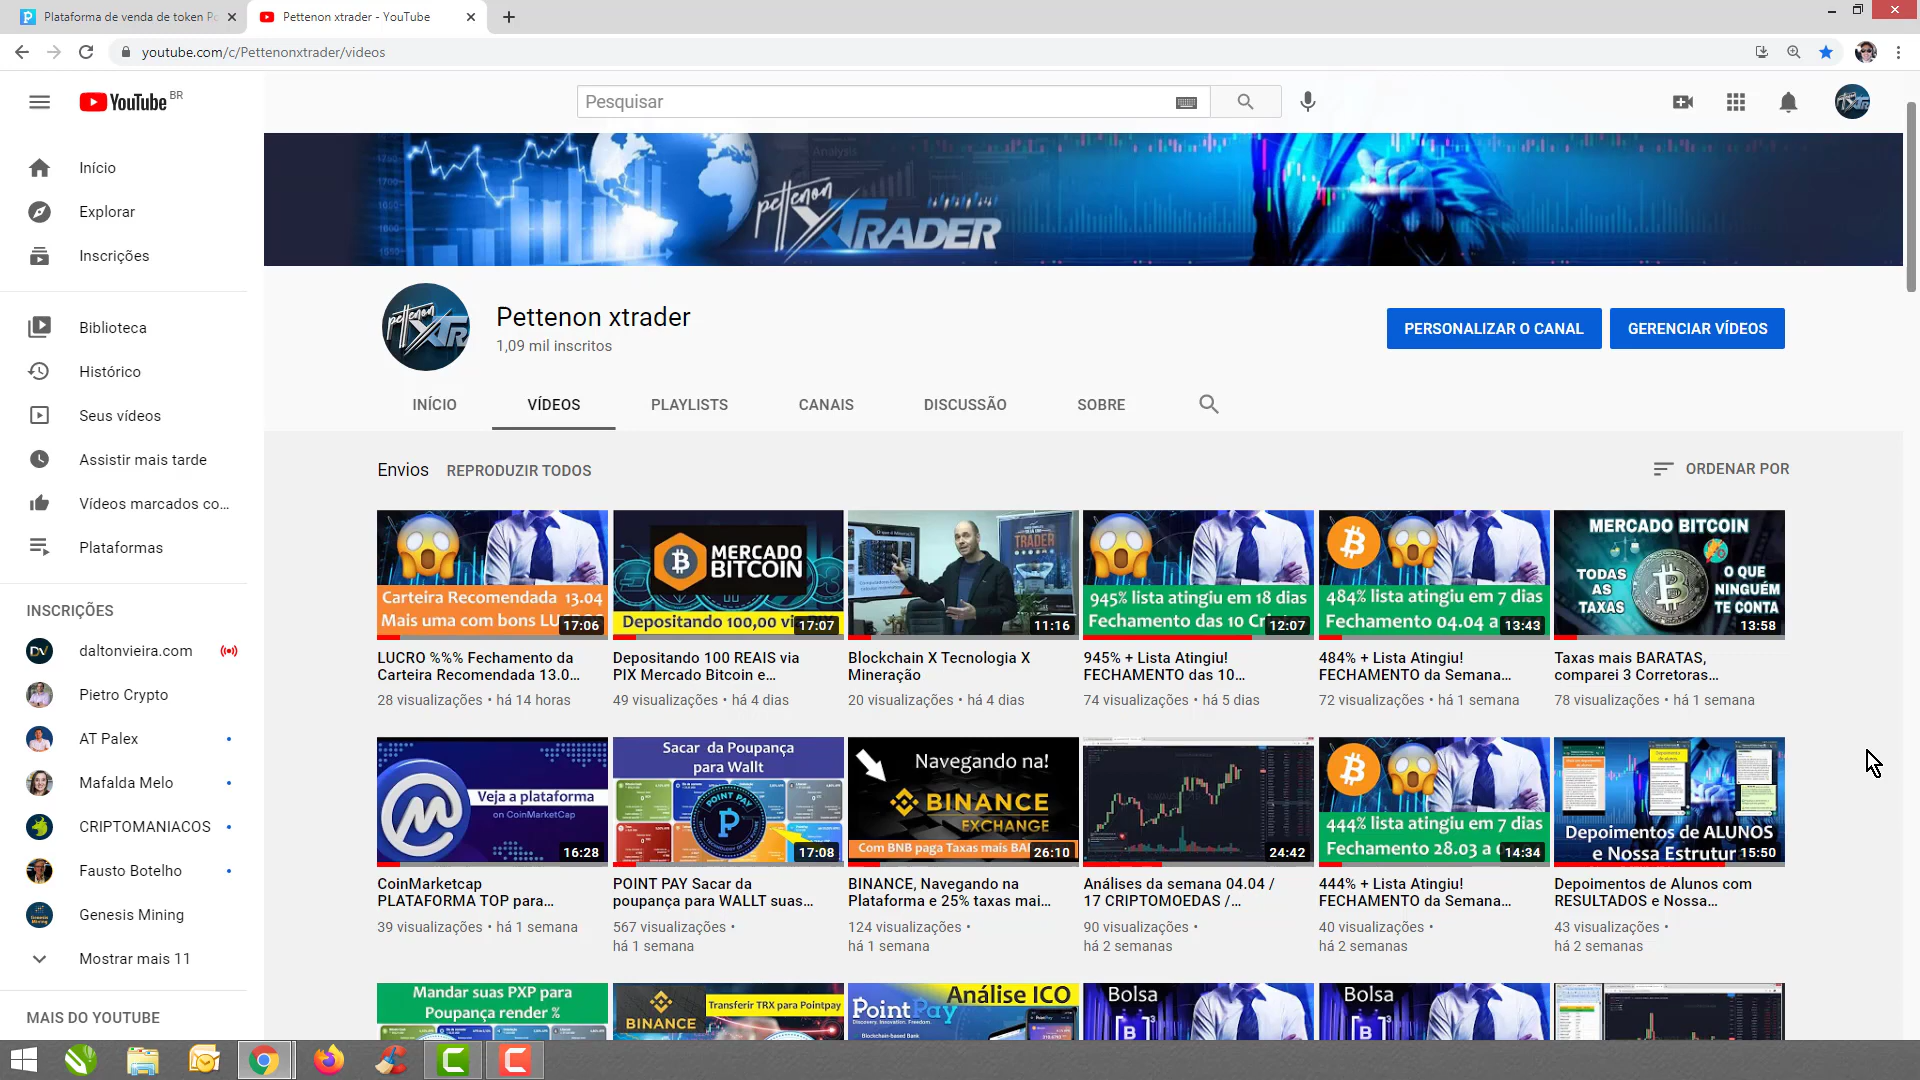 Plataforma de venda de token Po
Pettenon xtrader - YouTube
youtube.com/c/Pettenonxtrader/videos
YouTube BR
Pesquisar
Início
Explorar
Inscrições
Biblioteca
Histórico
Seus vídeos
Assistir mais tarde
Vídeos marcados co...
Plataformas
INSCRIÇÕES
daltonvieira.com
Pietro Crypto
AT Palex
Mafalda Melo
CRIPTOMANIACOS
Fausto Botelho
Genesis Mining
Mostrar mais 11
MAIS DO YOUTUBE
Analysis
pettenon
XTRADER
Pettenon xtrader
1,09 mil inscritos
PERSONALIZAR O CANAL
GERENCIAR VÍDEOS
INÍCIO
VÍDEOS
PLAYLISTS
CANAIS
DISCUSSÃO
SOBRE
Envios
REPRODUZIR TODOS
ORDENAR POR
Carteira Recomendada 13.04
Mais uma com bons LU
17:06
LUCRO %%% Fechamento da
Carteira Recomendada 13.0...
28 visualizações • há 14 horas
MERCADO
BITCOIN
Depositando 100,00 vi
17:07
Depositando 100 REAIS via
PIX Mercado Bitcoin e...
49 visualizações • há 4 dias
TRADER
11:16
Blockchain X Tecnologia X
Mineração
20 visualizações • há 4 dias
945% lista atingiu em 18 dias
Fechamento das 10 Cr
12:07
945% + Lista Atingiu!
FECHAMENTO das 10...
74 visualizações • há 5 dias
484% lista atingiu em 7 dias
Fechamento 04.04 a
13:43
484% + Lista Atingiu!
FECHAMENTO da Semana...
72 visualizações • há 1 semana
MERCADO BITCOIN
TODAS
AS
TAXAS
O QUE
NINGUÉM
TE CONTA
13:58
Taxas mais BARATAS,
comparei 3 Corretoras...
78 visualizações • há 1 semana
Veja a plataforma
on CoinMarketCap
16:28
CoinMarketcap
PLATAFORMA TOP para...
39 visualizações • há 1 semana
Sacar da Poupança
para Wallt
POINT PAY
17:08
POINT PAY Sacar da
poupança para WALLT suas...
567 visualizações •
há 1 semana
Navegando na!
BINANCE
EXCHANGE
Com BNB paga Taxas mais BA
26:10
BINANCE, Navegando na
Plataforma e 25% taxas mai...
124 visualizações •
há 1 semana
24:42
Análises da semana 04.04 /
17 CRIPTOMOEDAS /...
90 visualizações •
há 2 semanas
444% lista atingiu em 7 dias
Fechamento 28.03 a
14:34
444% + Lista Atingiu!
FECHAMENTO da Semana...
40 visualizações •
há 2 semanas
Depoimentos de ALUNOS
e Nossa Estrutur
15:50
Depoimentos de Alunos com
RESULTADOS e Nossa...
43 visualizações •
há 2 semanas
Mandar suas PXP para
Poupança render %
BINANCE
Transferir TRX para Pointpay
PointPay
Análise ICO
Bolsa
B
Bolsa
B